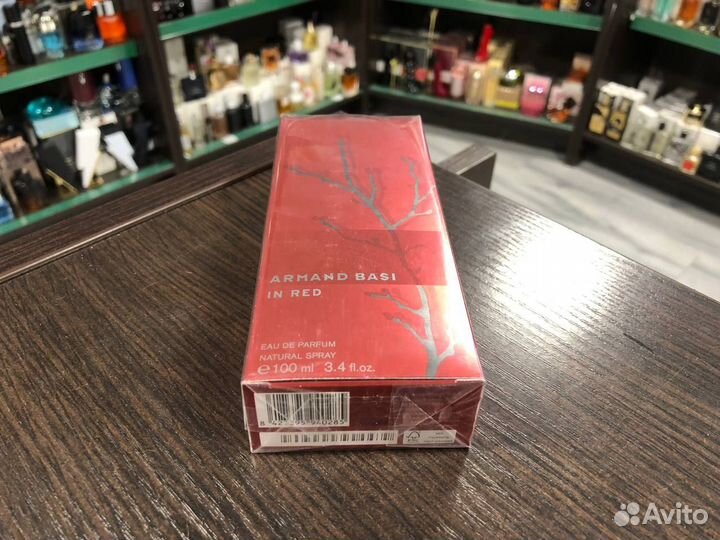 ARMAND BASI
IN RED
EAU DE PARFUM
NATURAL SPRAY
e 100 ml 3.4 fl.oz.
Avito